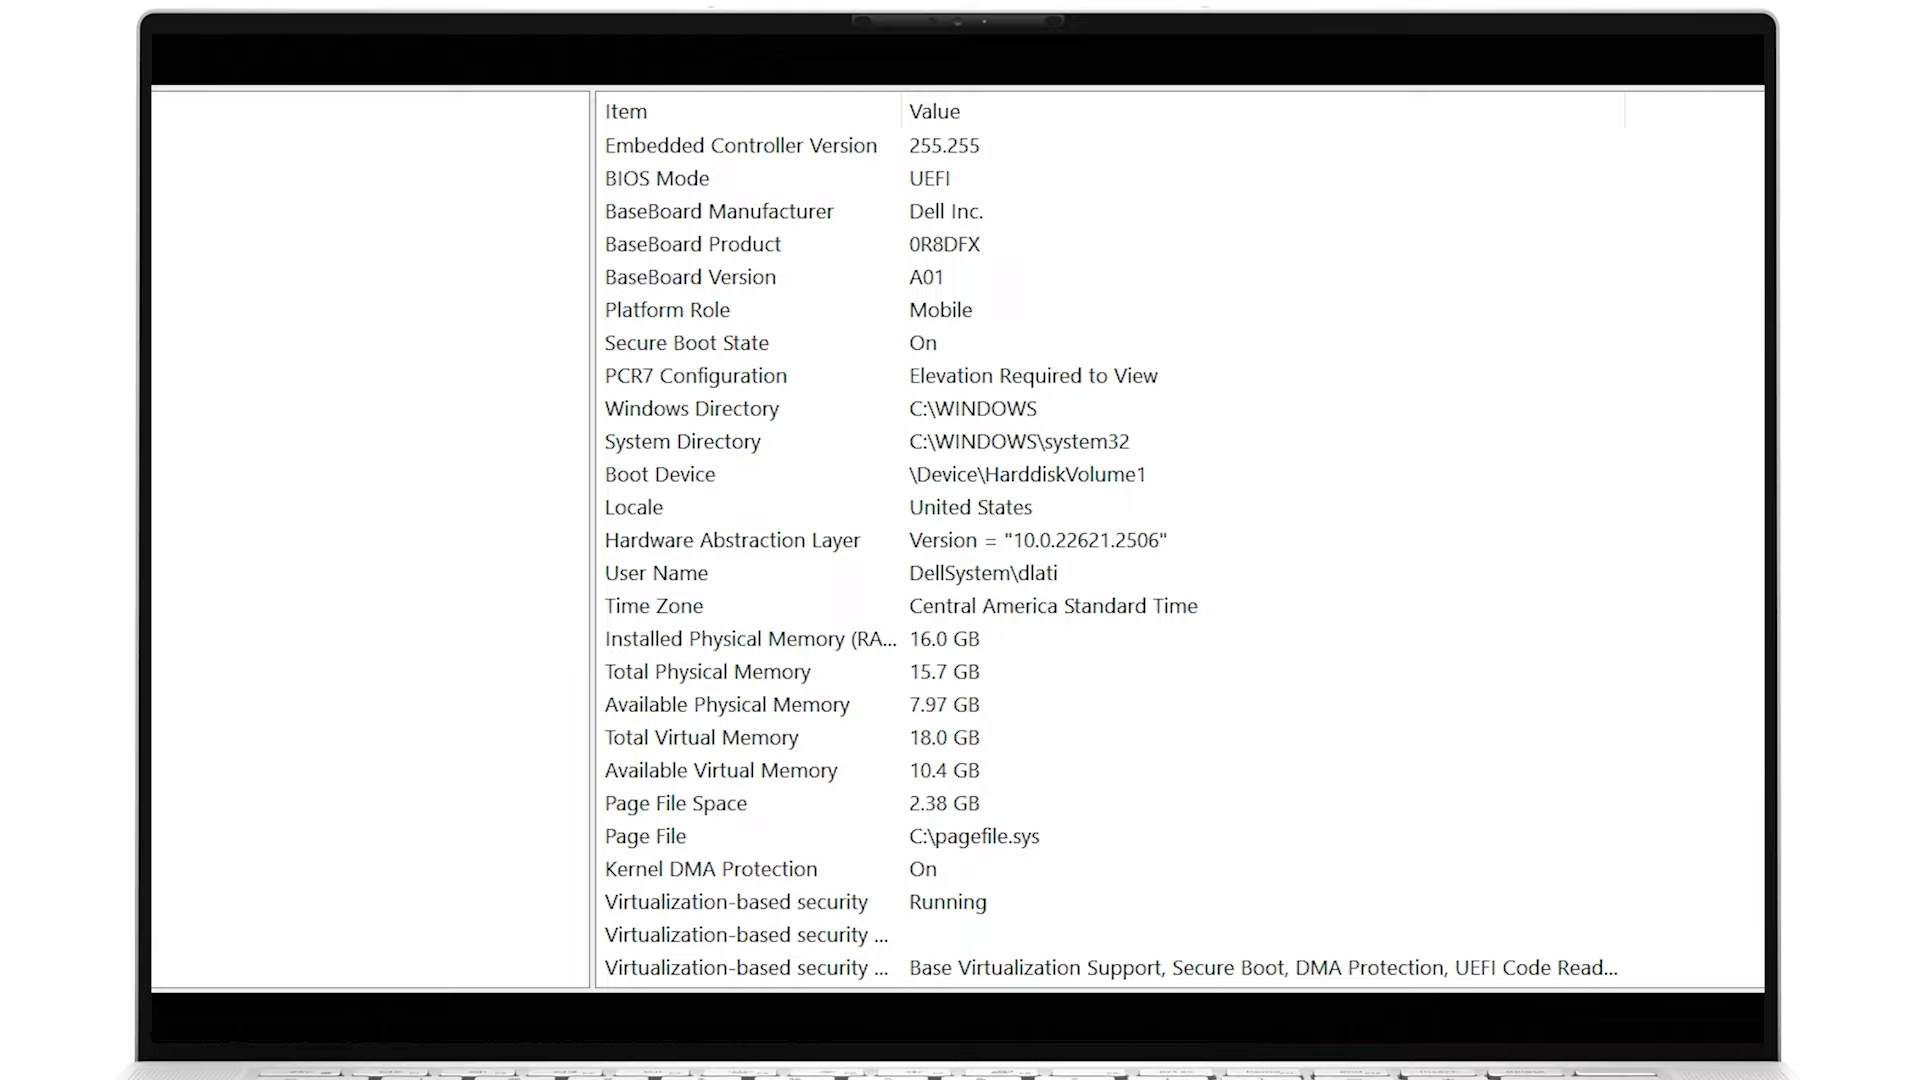 Item Value
Embedded Controller Version 255.255
BIOS Mode UEFI
BaseBoard Manufacturer Dell Inc.
BaseBoard Product 0R8DFX
BaseBoard Version A01
Platform Role Mobile
Secure Boot State On
PCR7 Configuration Elevation Required to View
Windows Directory C:\WINDOWS
System Directory C:\WINDOWS\system32
Boot Device \Device\HarddiskVolume1
Locale United States
Hardware Abstraction Layer Version = "10.0.22621.2506"
User Name DellSystem\dlati
Time Zone Central America Standard Time
Installed Physical Memory (RA... 16.0 GB
Total Physical Memory 15.7 GB
Available Physical Memory 7.97 GB
Total Virtual Memory 18.0 GB
Available Virtual Memory 10.4 GB
Page File Space 2.38 GB
Page File C:\pagefile.sys
Kernel DMA Protection On
Virtualization-based security Running
Virtualization-based security ...
Virtualization-based security ... Base Virtualization Support, Secure Boot, DMA Protection, UEFI Code Read...